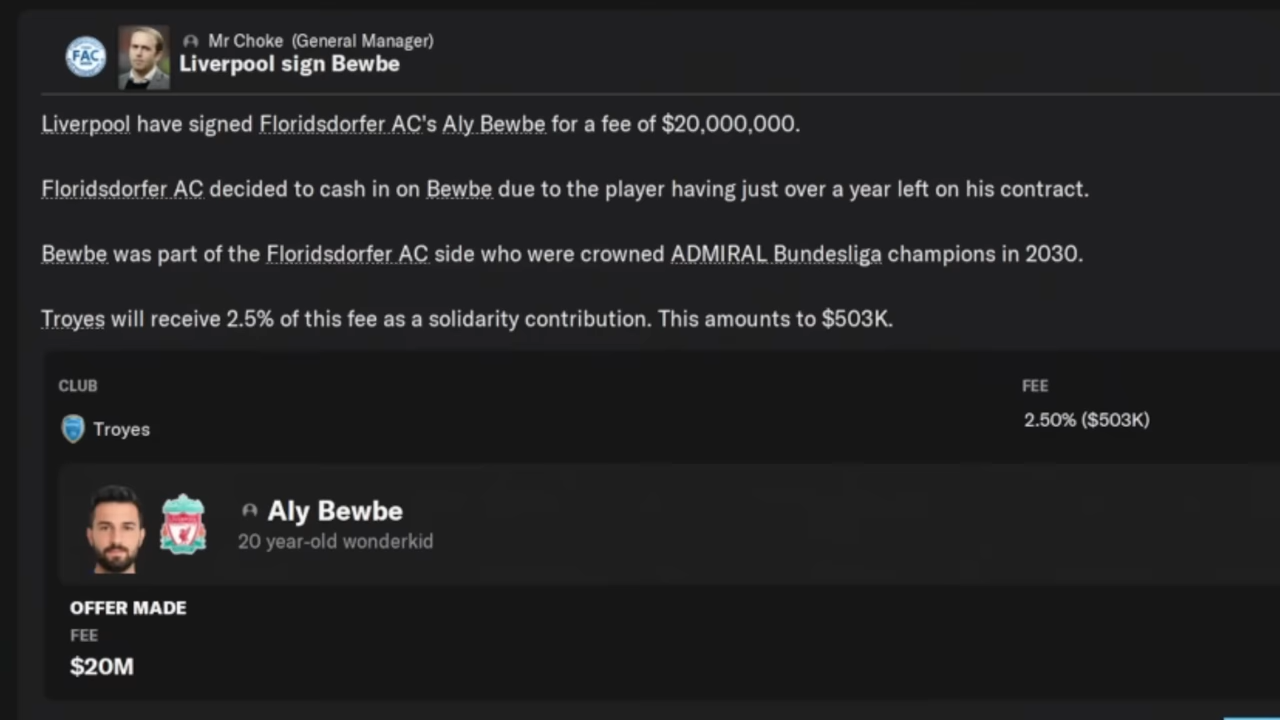 FAC
Mr Choke (General Manager)
Liverpool sign Bewbe
Liverpool have signed Floridsdorfer AC's Aly Bewbe for a fee of $20,000,000.
Floridsdorfer AC decided to cash in on Bewbe due to the player having just over a year left on his contract.
Bewbe was part of the Floridsdorfer AC side who were crowned ADMIRAL Bundesliga champions in 2030.
Troyes will receive 2.5% of this fee as a solidarity contribution. This amounts to $503K.
CLUB FEE
Troyes 2.50% ($503K)
Aly Bewbe
20 year-old wonderkid
OFFER MADE
FEE
$20M